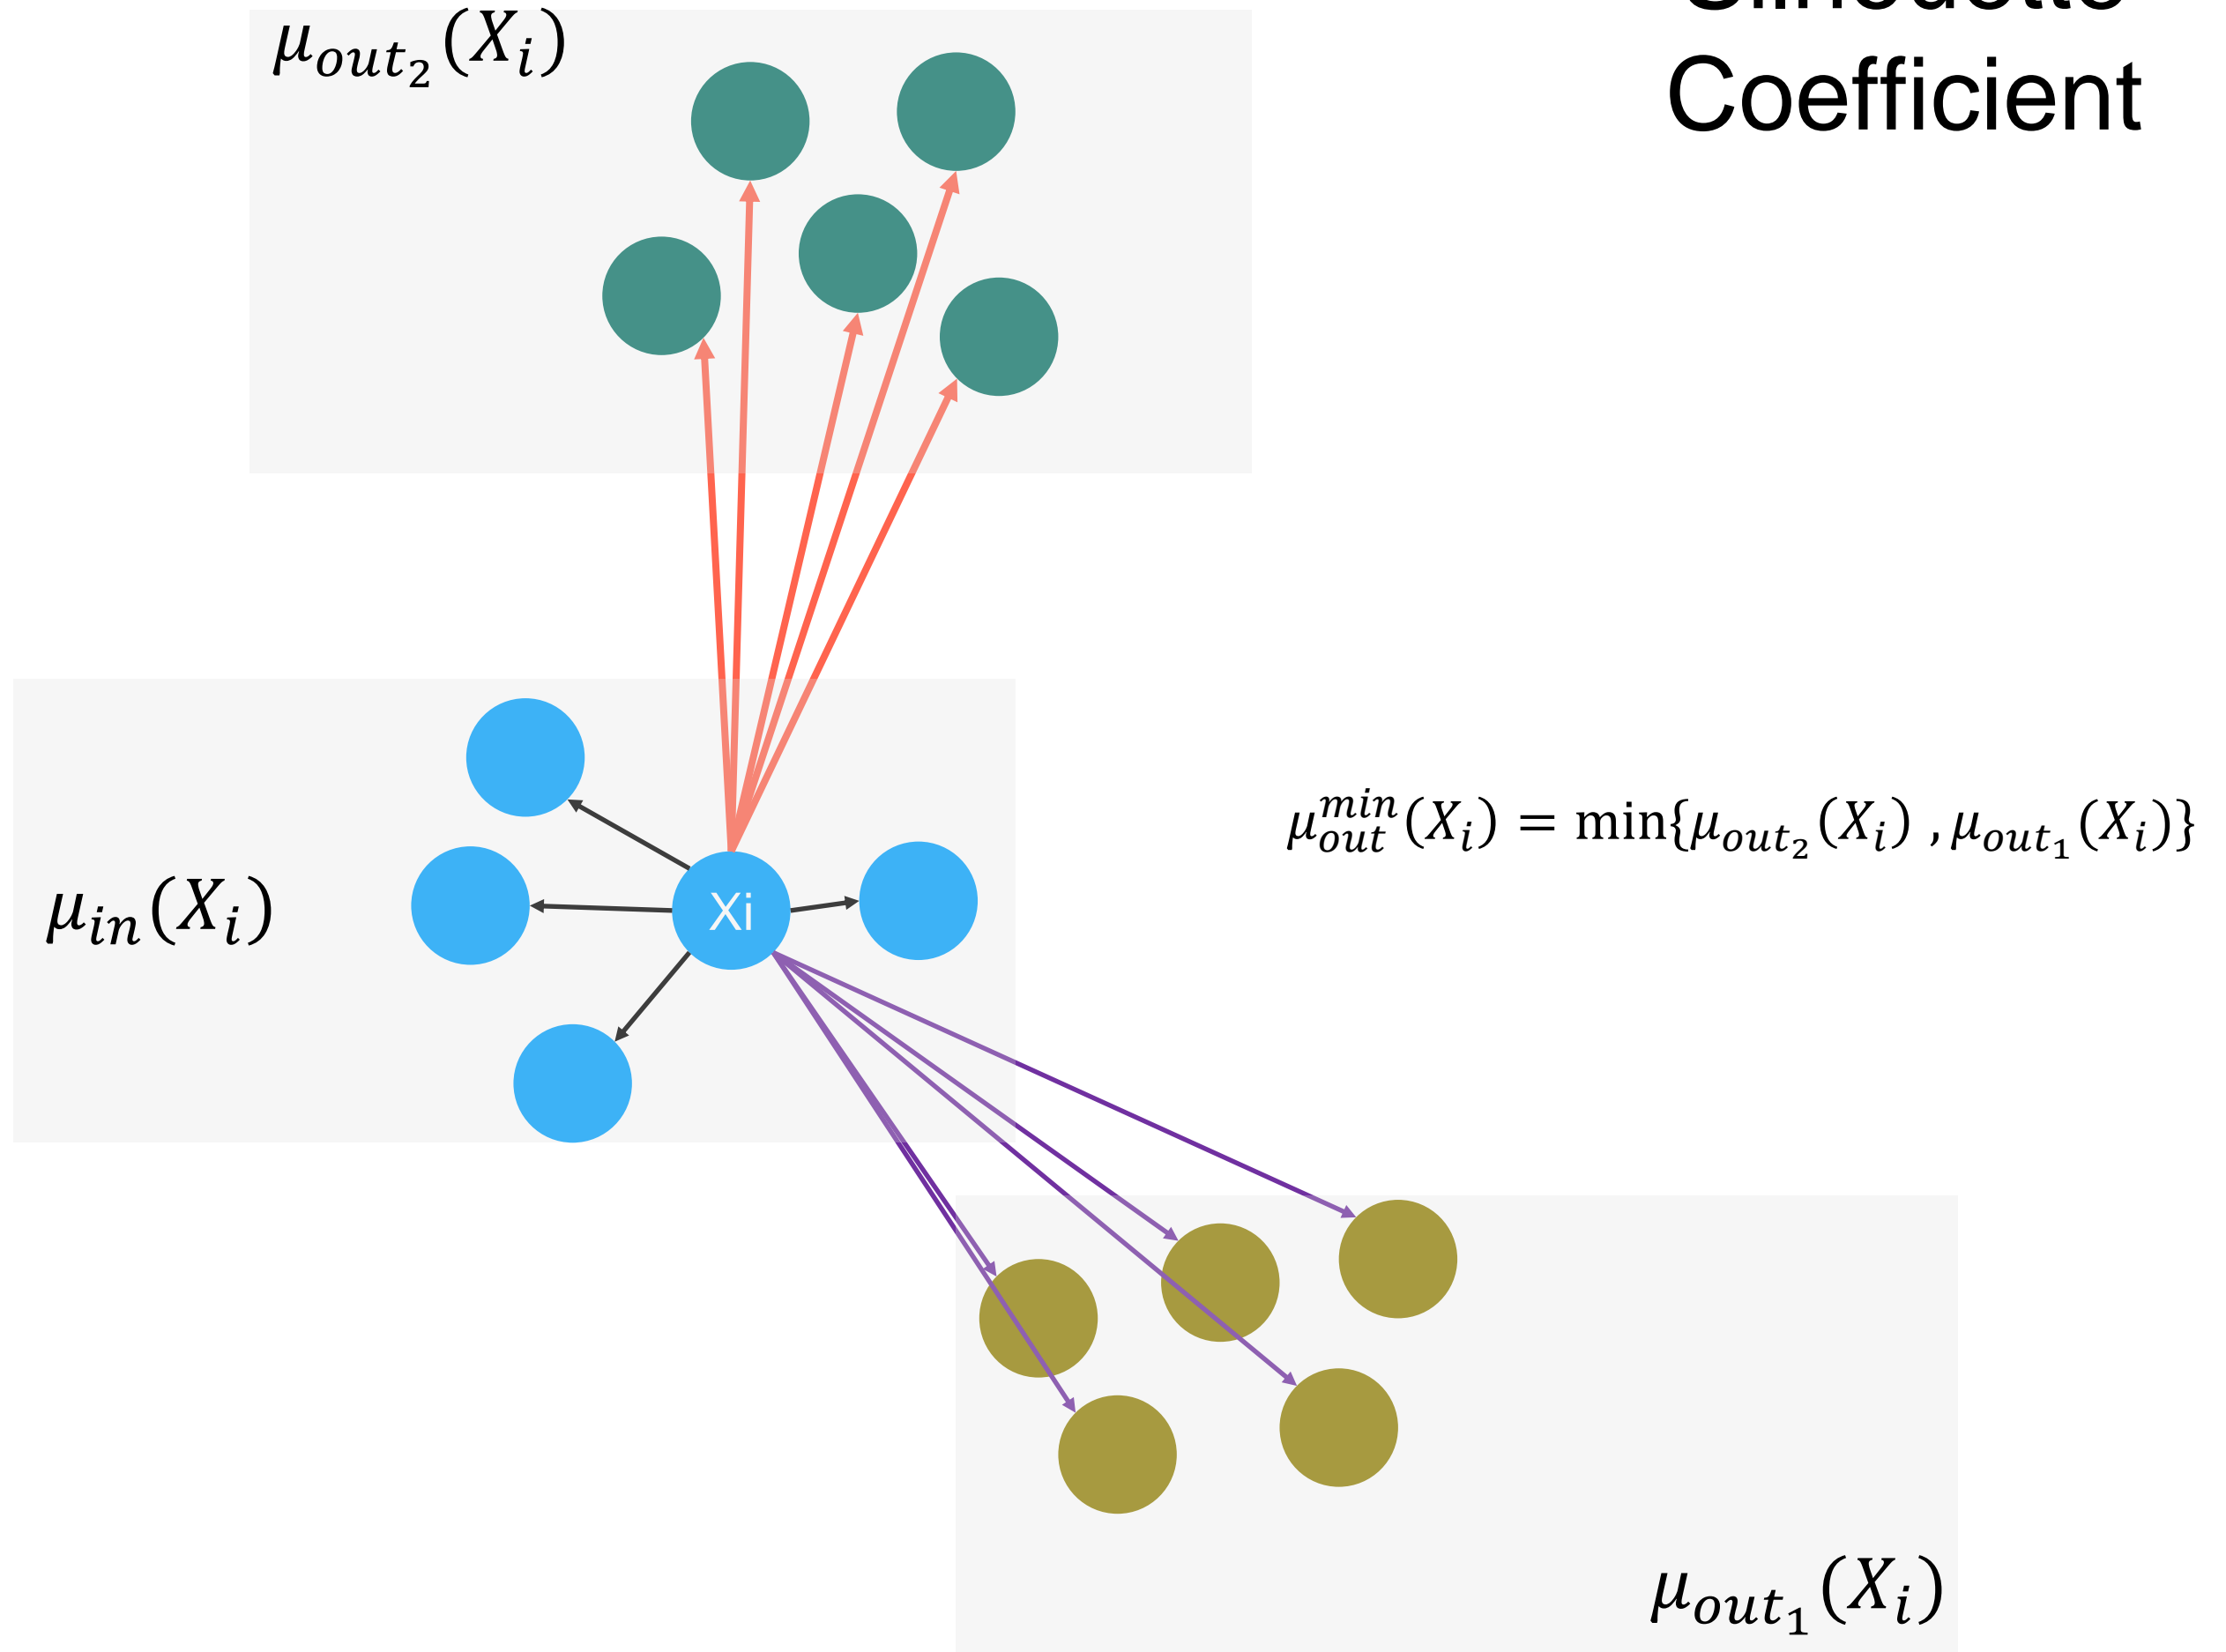 Coefficient
μ_{out_2}(X_i)
μ^{min}_{out}(X_i) = min{μ_{out_2}(X_i) ,μ_{out_1}(X_i)}
μ_{in}(X_i)
Xi
μ_{out_1}(X_i)